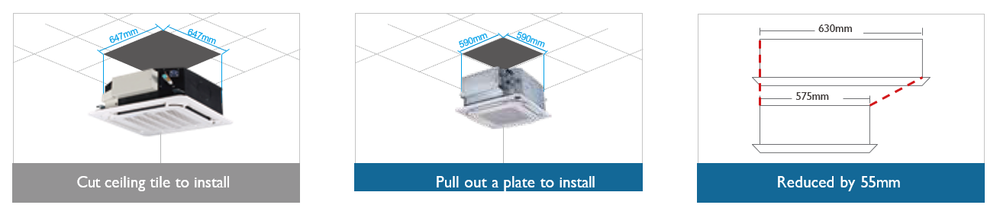 647mm
647mm
Cut ceiling tile to install
590mm
590mm
Pull out a plate to install
630mm
575mm
Reduced by 55mm